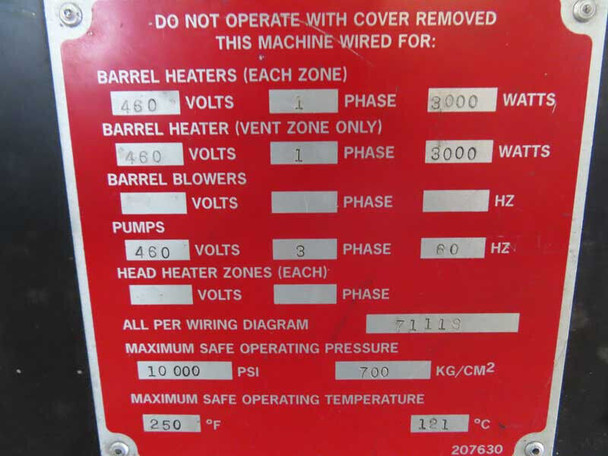 DO NOT OPERATE WITH COVER REMOVED
THIS MACHINE WIRED FOR:
BARREL HEATERS (EACH ZONE)
460 VOLTS 1 PHASE 3000 WATTS
BARREL HEATER (VENT ZONE ONLY)
460 VOLTS 1 PHASE 3000 WATTS
BARREL BLOWERS
VOLTS PHASE HZ
PUMPS
460 VOLTS 3 PHASE 60 HZ
HEAD HEATER ZONES (EACH)
VOLTS PHASE
ALL PER WIRING DIAGRAM
MAXIMUM SAFE OPERATING PRESSURE
10 000 PSI 700 KG/CM2
MAXIMUM SAFE OPERATING TEMPERATURE
250 °F 121 °C
207630